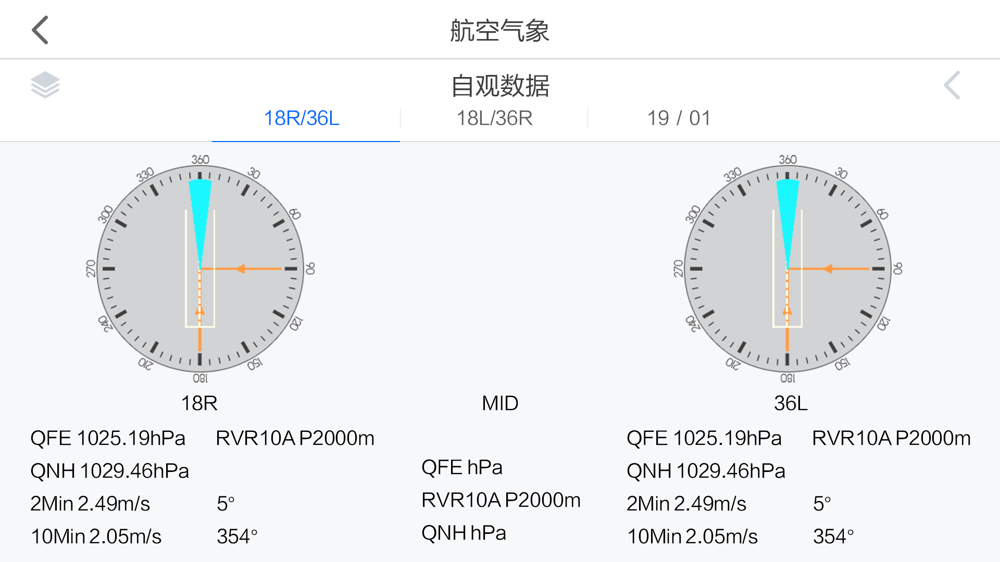 航空气象
自观数据
18R/36L
18L/36R
19 / 01
360
30
60
90
120
150
180
210
240
270
300
330
360
30
60
90
120
150
180
210
240
270
300
330
18R
MID
36L
QFE 1025.19hPa RVR10A P2000m
QNH 1029.46hPa
2Min 2.49m/s 5°
10Min 2.05m/s 354°
QFE hPa
RVR10A P2000m
QNH hPa
QFE 1025.19hPa RVR10A P2000m
QNH 1029.46hPa
2Min 2.49m/s 5°
10Min 2.05m/s 354°